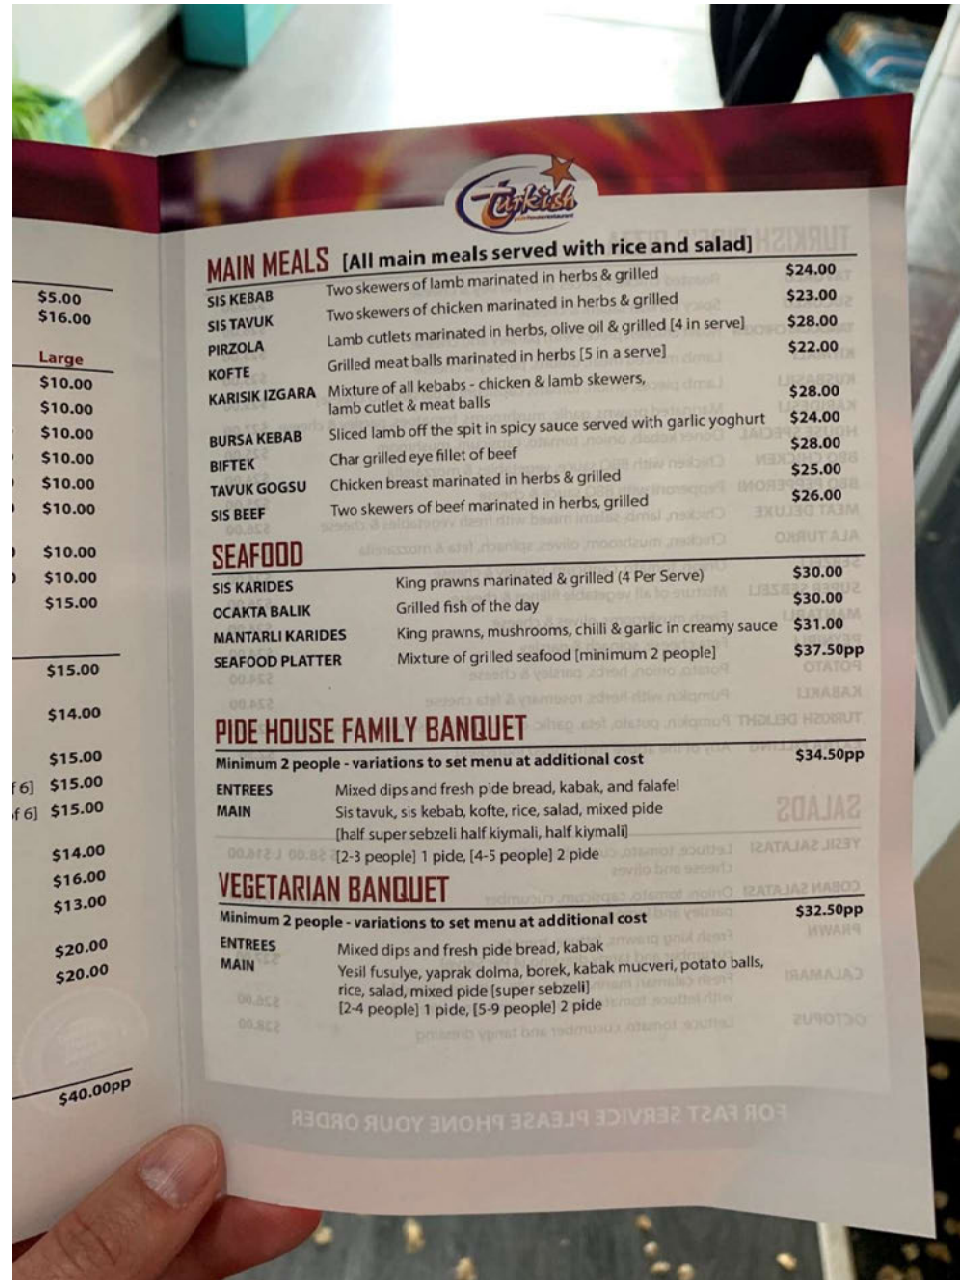 $5.00
$16.00
Large
$10.00
$10.00
$10.00
$10.00
$10.00
$10.00
$10.00
$10.00
$15.00
$15.00
$14.00
$15.00
f 6] $15.00
of 6] $15.00
$14.00
$16.00
$13.00
$20.00
$20.00
$40.00pp
Turkish
MAIN MEALS [All main meals served with rice and salad]
SIS KEBAB Two skewers of lamb marinated in herbs & grilled $24.00
SIS TAVUK Two skewers of chicken marinated in herbs & grilled $23.00
PIRZOLA Lamb cutlets marinated in herbs, olive oil & grilled [4 in serve] $28.00
KOFTE Grilled meat balls marinated in herbs [5 in a serve] $22.00
KARISIK IZGARA Mixture of all kebabs - chicken & lamb skewers,
lamb cutlet & meat balls $28.00
BURSA KEBAB Sliced lamb off the spit in spicy sauce served with garlic yoghurt $24.00
BIFTEK Char grilled eye fillet of beef $28.00
TAVUK GOGSU Chicken breast marinated in herbs & grilled $25.00
SIS BEEF Two skewers of beef marinated in herbs, grilled $26.00
SEAFOOD
SIS KARIDES King prawns marinated & grilled (4 Per Serve) $30.00
OCAKTA BALIK Grilled fish of the day $30.00
MANTARLI KARIDES King prawns, mushrooms, chilli & garlic in creamy sauce $31.00
SEAFOOD PLATTER Mixture of grilled seafood [minimum 2 people] $37.50pp
PIDE HOUSE FAMILY BANQUET
Minimum 2 people - variations to set menu at additional cost $34.50pp
ENTREES Mixed dips and fresh pide bread, kabak, and falafel
MAIN Sis tavuk, sis kebab, kofte, rice, salad, mixed pide
[half super sebzeli half kiymali, half kiymali]
[2-3 people] 1 pide, [4-5 people] 2 pide
VEGETARIAN BANQUET
Minimum 2 people - variations to set menu at additional cost $32.50pp
ENTREES Mixed dips and fresh pide bread, kabak
MAIN Yesil fusulye, yaprak dolma, borek, kabak mucveri, potato balls,
rice, salad, mixed pide [super sebzeli]
[2-4 people] 1 pide, [5-9 people] 2 pide
FOR FAST SERVICE PLEASE PHONE YOUR ORDER